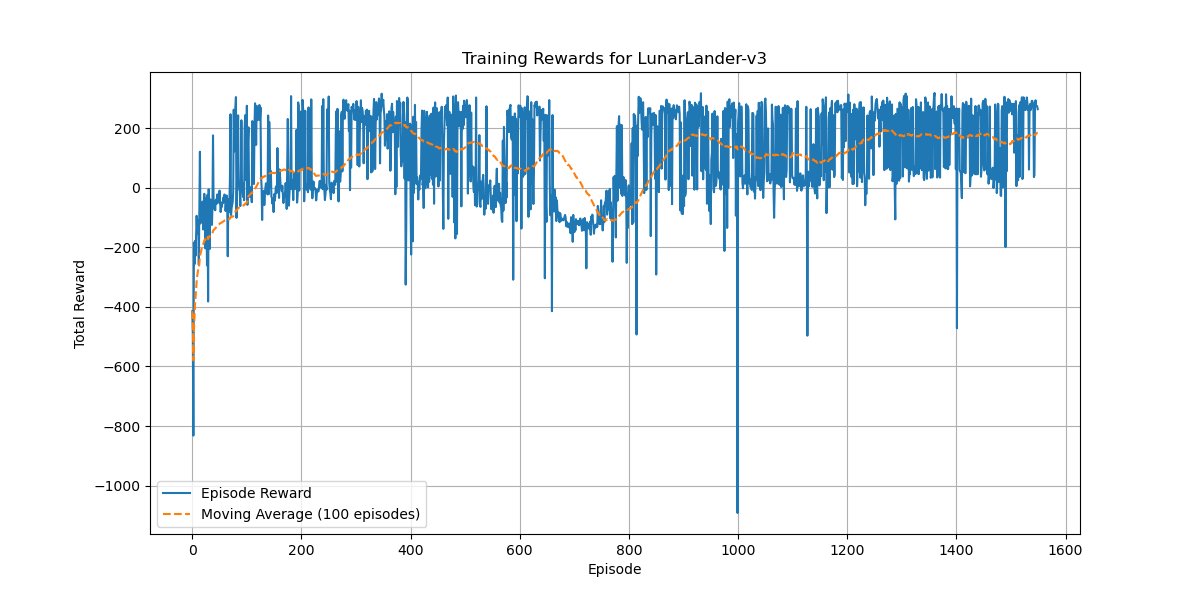 Training Rewards for LunarLander-v3
Total Reward
200
0
−200
−400
−600
−800
−1000
Episode Reward
Moving Average (100 episodes)
0 200 400 600 800 1000 1200 1400 1600
Episode